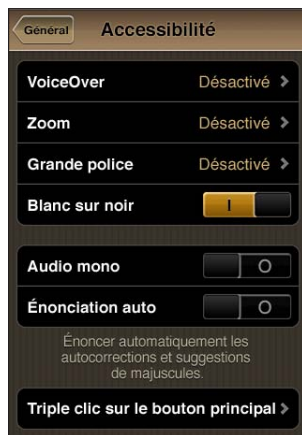 Général Accessibilité
VoiceOver Désactivé >
Zoom Désactivé >
Grande police Désactivé >
Blanc sur noir I
Audio mono O
Énonciation auto O
Énoncer automatiquement les
autocorrections et suggestions
de majuscules.
Triple clic sur le bouton principal >